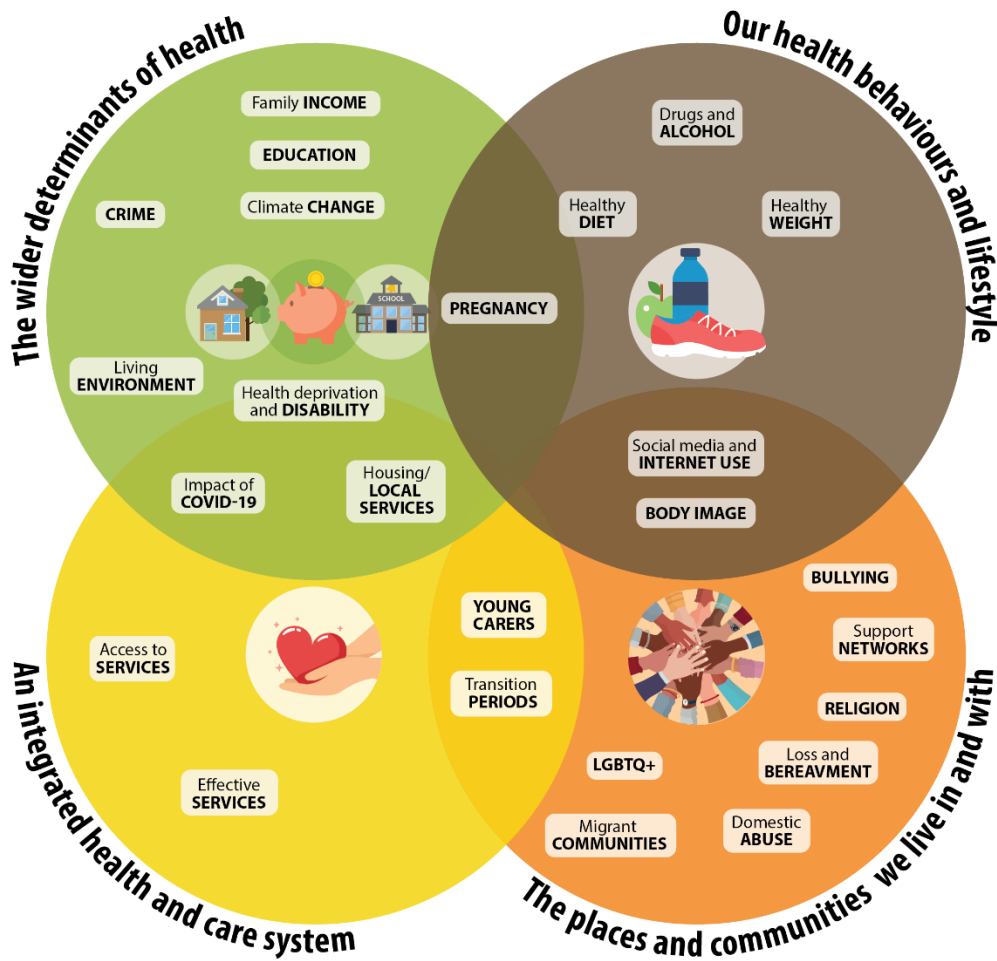 The wider determinants of health
Our health behaviours and lifestyle
Family INCOME
EDUCATION
Climate CHANGE
CRIME
SCHOOL
Living
ENVIRONMENT
Health deprivation
and DISABILITY
Impact of
COVID-19
Housing/
LOCAL
SERVICES
PREGNANCY
Drugs and
ALCOHOL
Healthy
DIET
Healthy
WEIGHT
Social media and
INTERNET USE
BODY IMAGE
Access to
SERVICES
Effective
SERVICES
YOUNG
CARERS
Transition
PERIODS
BULLYING
Support
NETWORKS
RELIGION
Loss and
BEREAVMENT
LGBTQ+
Migrant
COMMUNITIES
Domestic
ABUSE
An integrated health and care system
The places and communities we live in and with